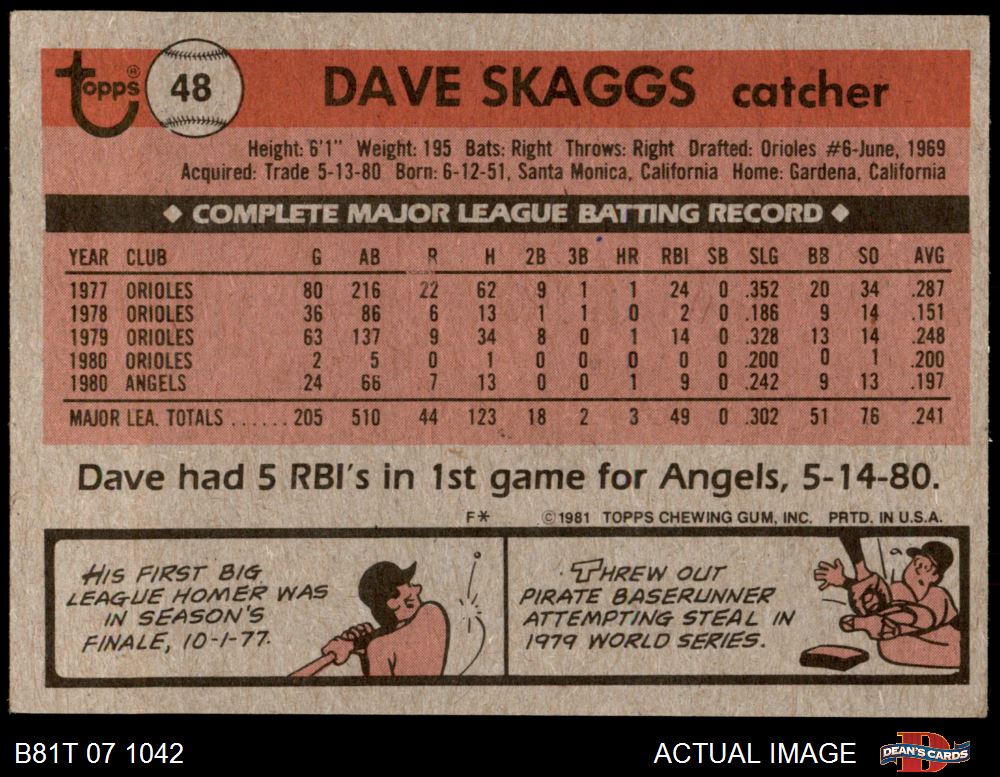 topps® 48 DAVE SKAGGS catcher
Height: 6'1" Weight: 195 Bats: Right Throws: Right Drafted: Orioles #6-June, 1969
Acquired: Trade 5-13-80 Born: 6-12-51, Santa Monica, California Home: Gardena, California
◆ COMPLETE MAJOR LEAGUE BATTING RECORD ◆
YEAR CLUB G AB R H 2B 3B HR RBI SB SLG BB SO AVG
1977 ORIOLES 80 216 22 62 9 1 1 24 0 .352 20 34 .287
1978 ORIOLES 36 86 6 13 1 1 0 2 0 .186 9 14 .151
1979 ORIOLES 63 137 9 34 8 0 1 14 0 .328 13 14 .248
1980 ORIOLES 2 5 0 1 0 0 0 0 0 .200 0 1 .200
1980 ANGELS 24 66 7 13 0 0 1 9 0 .242 9 13 .197
MAJOR LEA. TOTALS ......205 510 44 123 18 2 3 49 0 .302 51 76 .241
Dave had 5 RBI's in 1st game for Angels, 5-14-80.
F* ©1981 TOPPS CHEWING GUM, INC. PRTD. IN U.S.A.
HIS FIRST BIG
LEAGUE HOMER WAS
IN SEASON'S
FINALE, 10-1-77.
THREW OUT
PIRATE BASERUNNER
ATTEMPTING STEAL IN
1979 WORLD SERIES.
B81T 07 1042 ACTUAL IMAGE DEAN'S CARDS